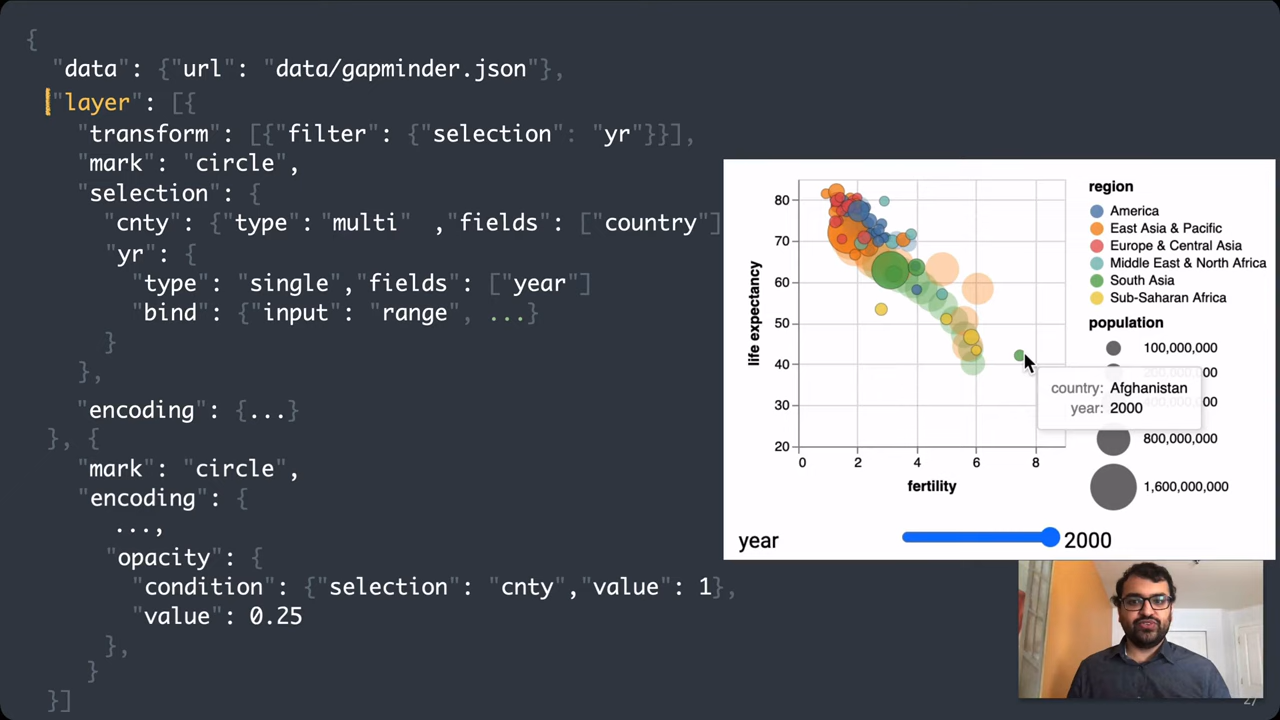 {
"data": {"url": "data/gapminder.json"},
"layer": [{
"transform": [{"filter": {"selection": "yr"}}],
"mark": "circle",
"selection": {
"cnty": {"type":"multi" ,"fields": ["country"]
"yr": {
"type": "single","fields": ["year"]
"bind": {"input": "range", ...}
}
},
"encoding": {...}
}, {
"mark": "circle",
"encoding": {
...,
"opacity": {
"condition": {"selection": "cnty","value": 1},
"value": 0.25
},
}
}]
80
70
60
50
40
30
20
life expectancy
0
2
4
6
8
fertility
region
America
East Asia & Pacific
Europe & Central Asia
Middle East & North Africa
South Asia
Sub-Saharan Africa
population
100,000,000
800,000,000
1,600,000,000
country: Afghanistan
year: 2000
year 2000